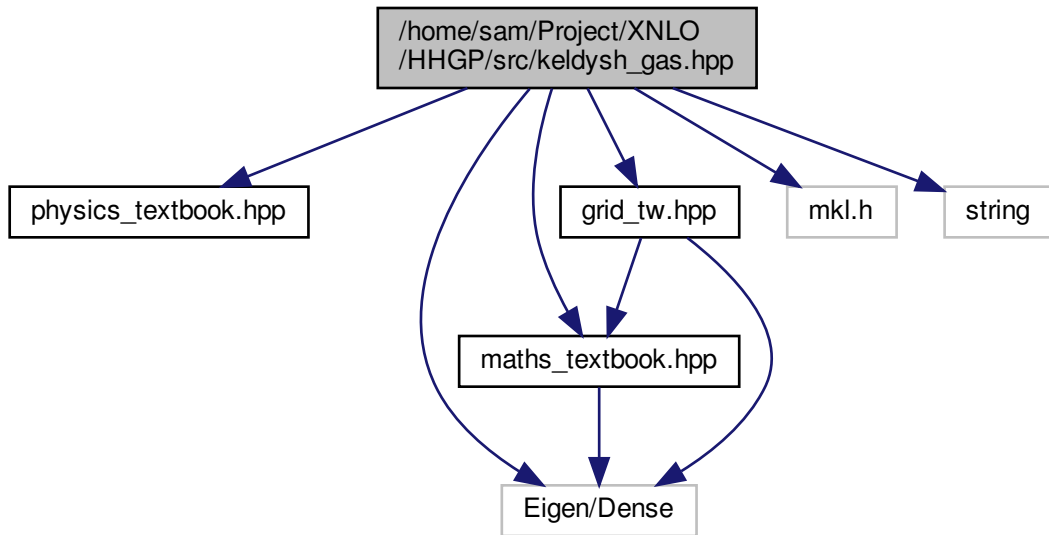 /home/sam/Project/XNLO
/HHGP/src/keldysh_gas.hpp
physics_textbook.hpp
grid_tw.hpp
mkl.h
string
maths_textbook.hpp
Eigen/Dense